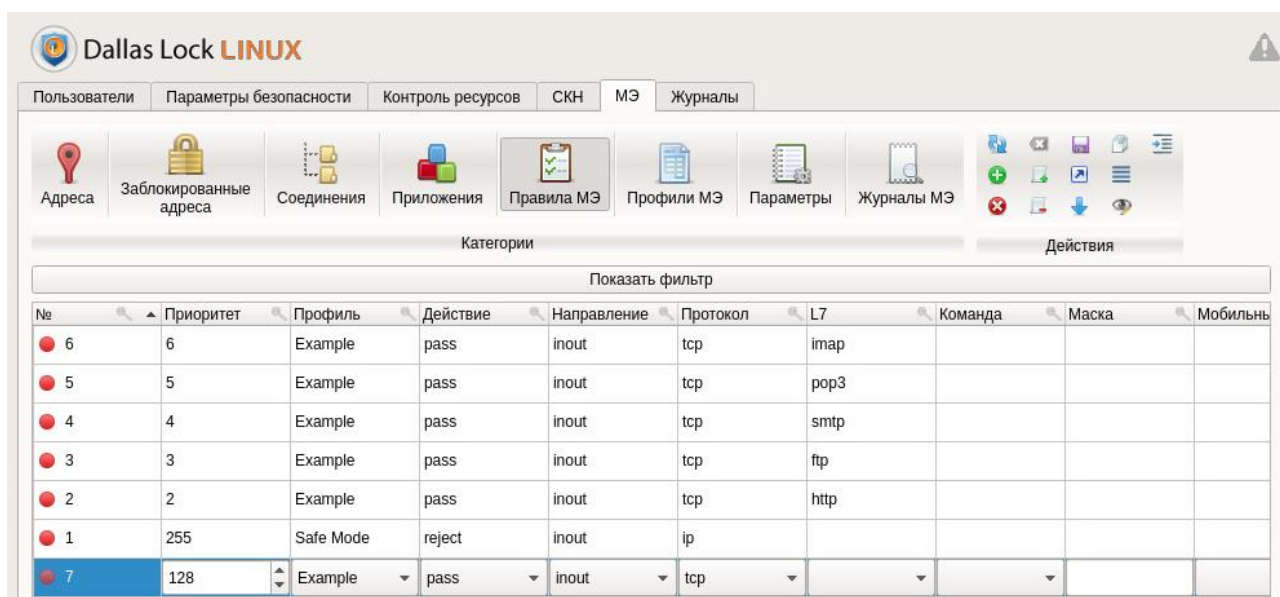 Dallas Lock LINUX
Пользователи Параметры безопасности Контроль ресурсов СКН МЭ Журналы
Адреса Заблокированные адреса Соединения Приложения Правила МЭ Профили МЭ Параметры Журналы МЭ
Категории Действия
Показать фильтр
№ Приоритет Профиль Действие Направление Протокол L7 Команда Маска Мобильнь
6 6 Example pass inout tcp imap
5 5 Example pass inout tcp pop3
4 4 Example pass inout tcp smtp
3 3 Example pass inout tcp ftp
2 2 Example pass inout tcp http
1 255 Safe Mode reject inout ip
7 128 Example pass inout tcp